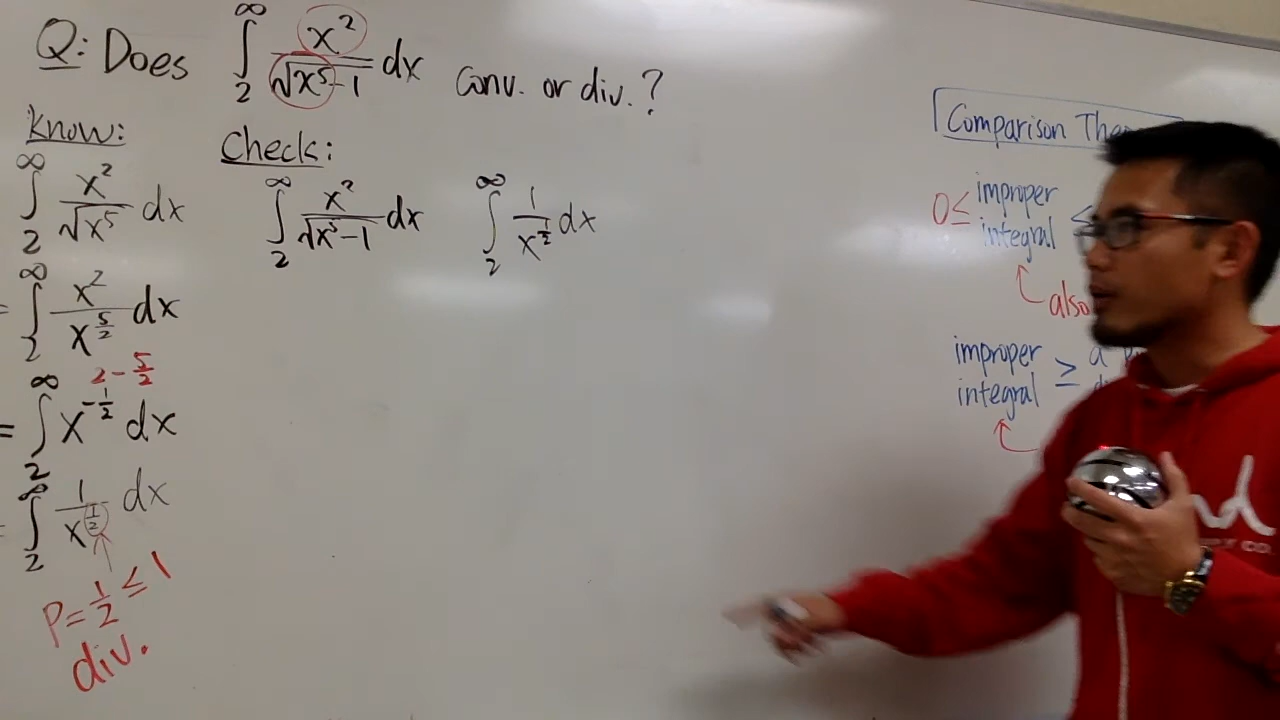 Q: Does ∫₂^∞ x²/√(x⁵-1) dx conv. or div.?
Know:
∫₂^∞ x²/√(x⁵) dx
= ∫₂^∞ x²/x^(5/2) dx
2 - 5/2
= ∫₂^∞ x^(-1/2) dx
= ∫₂^∞ 1/x^(1/2) dx
P = 1/2 ≤ 1
div.
Check:
∫₂^∞ x²/√(x⁵-1) dx ∫₂^∞ 1/x^(1/2) dx
Comparison
0 ≤ improper integral ≤
also
improper integral ≥ a